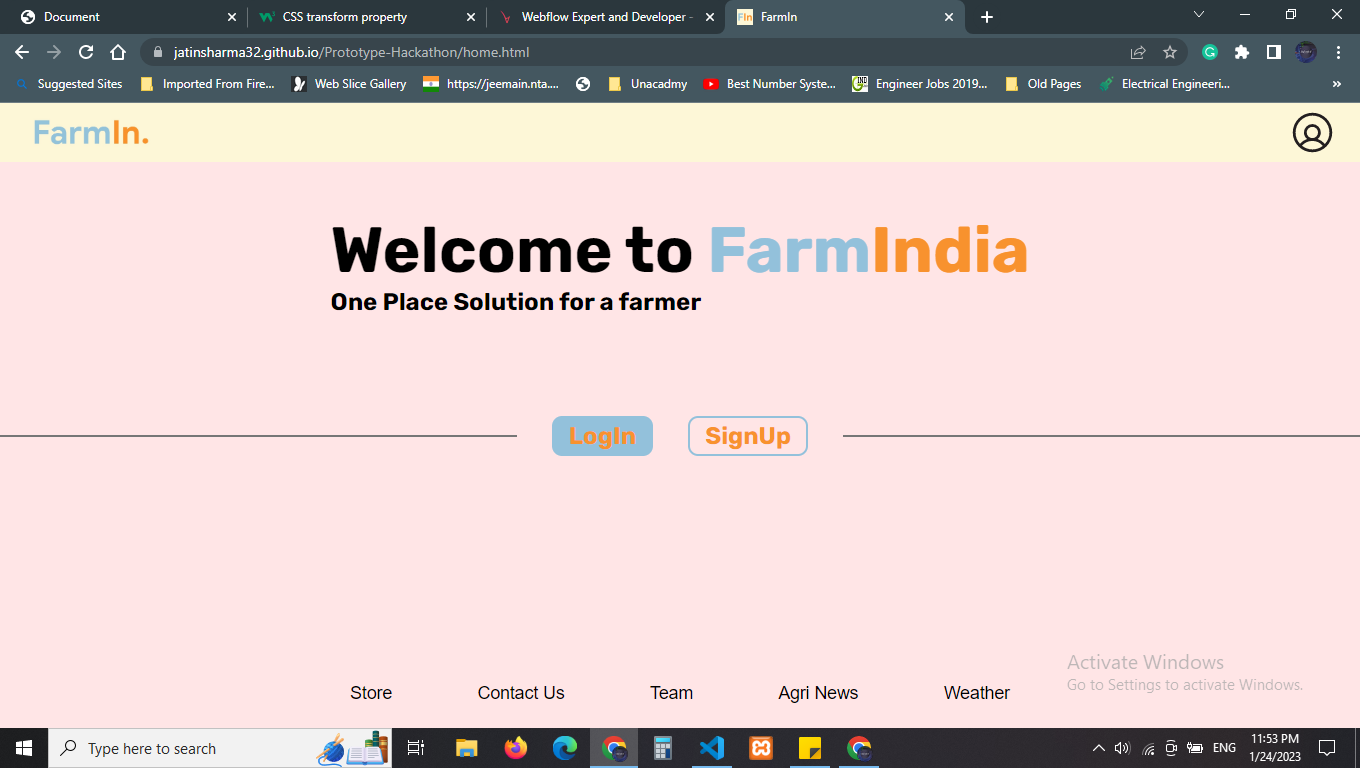 Document
CSS transform property
Webflow Expert and Developer -
FarmIn
jatinsharma32.github.io/Prototype-Hackathon/home.html
Suggested Sites
Imported From Fire...
Web Slice Gallery
https://jeemain.nta....
Unacadmy
Best Number Syste...
Engineer Jobs 2019...
Old Pages
Electrical Engineeri...
»
FarmIn.
Welcome to FarmIndia
One Place Solution for a farmer
LogIn
SignUp
Activate Windows
Go to Settings to activate Windows.
Store
Contact Us
Team
Agri News
Weather
Type here to search
ENG
11:53 PM
1/24/2023